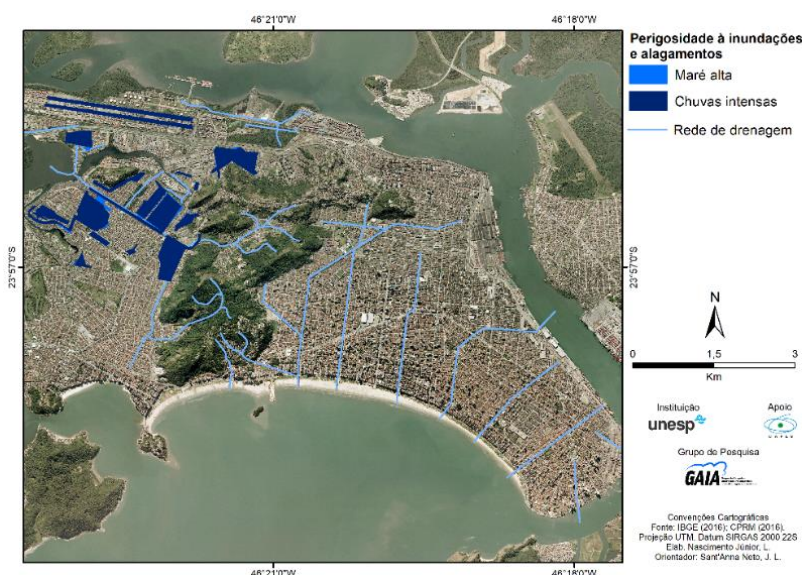 46°21'0"W
46°18'0"W
Perigosidade à inundações
e alagamentos
Maré alta
Chuvas intensas
Rede de drenagem
23°57'0"S
23°57'0"S
N
0
1,5
3
Km
Instituição
unesp
Apoio
Grupo de Pesquisa
GAIA
Convenções Cartográficas
Fonte: IBGE (2016); CPRM (2016).
Projeção UTM. Datum SIRGAS 2000 22S
Elab. Nascimento Júnior, L.
Orientador: Sant'Anna Neto, J. L.
46°21'0"W
46°18'0"W